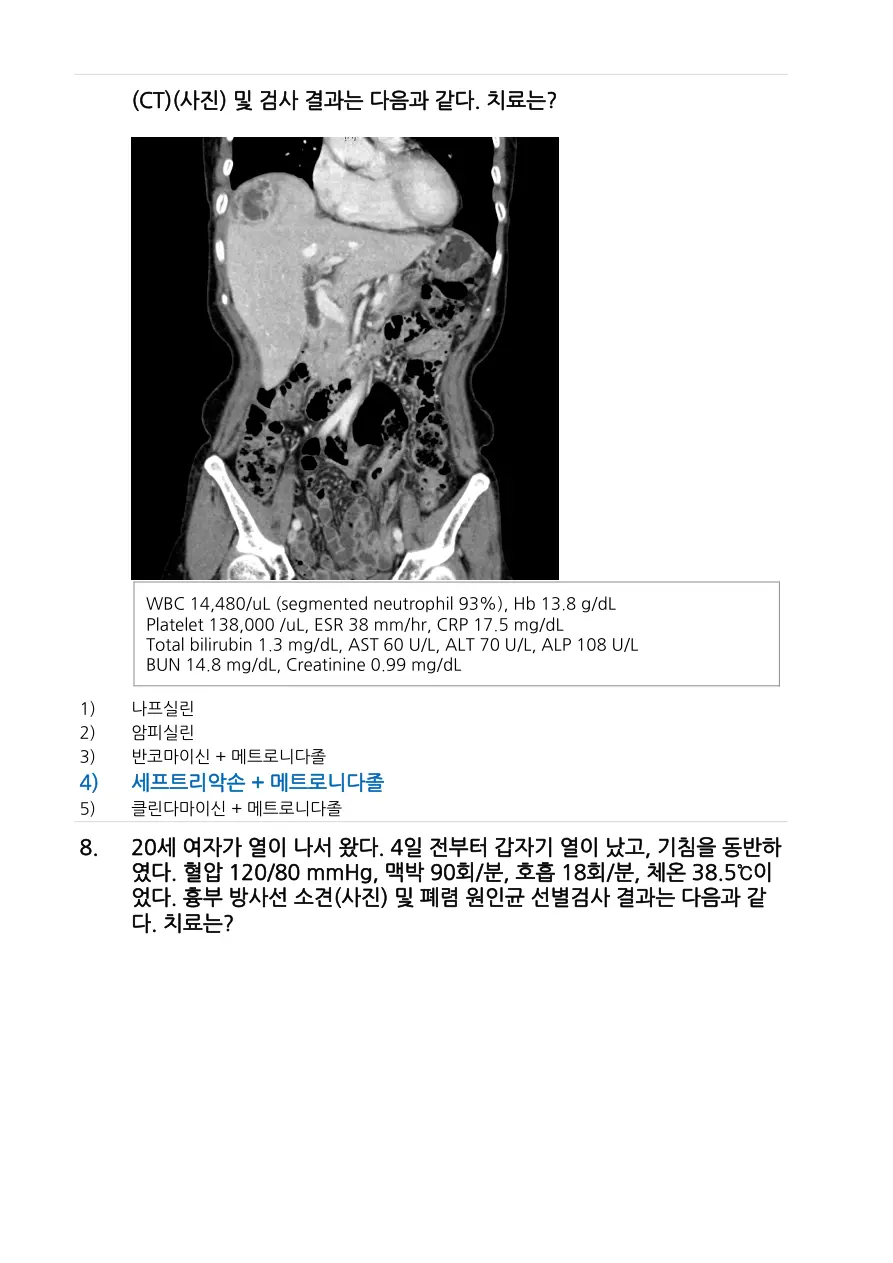 (CT)(사진) 및 검사 결과는 다음과 같다. 치료는?
WBC 14,480/uL (segmented neutrophil 93%), Hb 13.8 g/dL
Platelet 138,000 /uL, ESR 38 mm/hr, CRP 17.5 mg/dL
Total bilirubin 1.3 mg/dL, AST 60 U/L, ALT 70 U/L, ALP 108 U/L
BUN 14.8 mg/dL, Creatinine 0.99 mg/dL
1) 나프실린
2) 암피실린
3) 반코마이신 + 메트로니다졸
4) 세프트리악손 + 메트로니다졸
5) 클린다마이신 + 메트로니다졸
8. 20세 여자가 열이 나서 왔다. 4일 전부터 갑자기 열이 났고, 기침을 동반하
였다. 혈압 120/80 mmHg, 맥박 90회/분, 호흡 18회/분, 체온 38.5℃이
었다. 흉부 방사선 소견(사진) 및 폐렴 원인균 선별검사 결과는 다음과 같
다. 치료는?